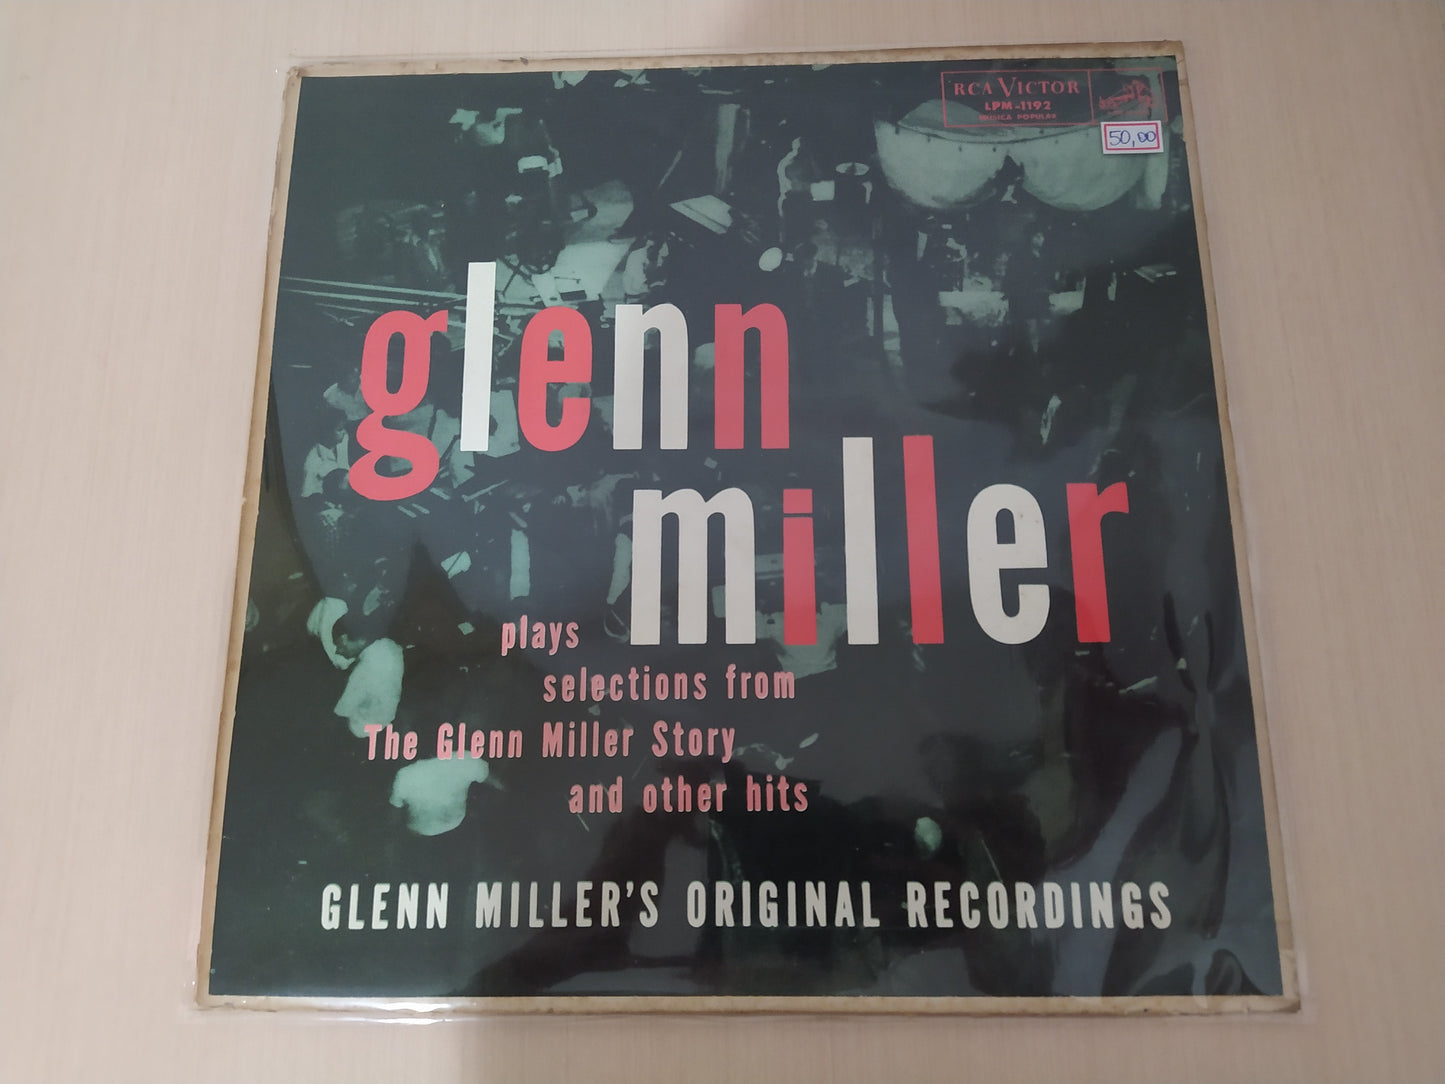 RCA VICTOR
LPM-1192
MUSICA POPULAR
50,00
glenn
miller
plays
selections from
The Glenn Miller Story
and other hits
GLENN MILLER'S ORIGINAL RECORDINGS